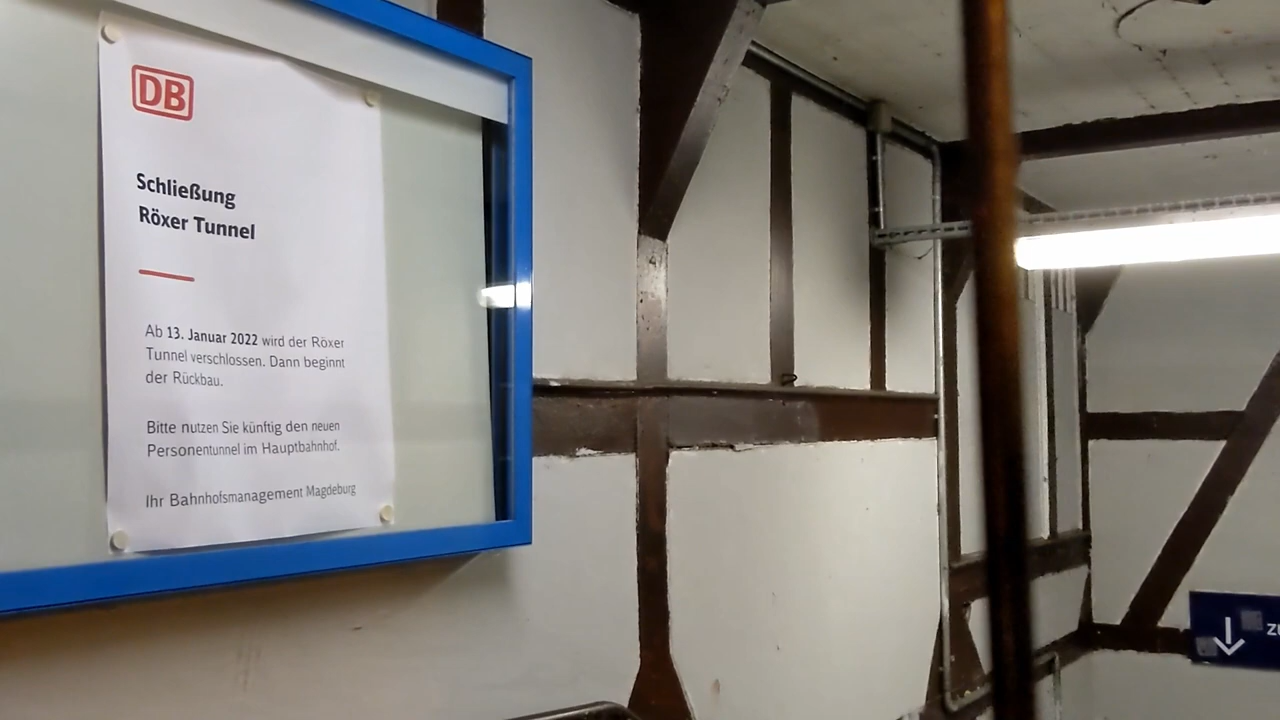 DB
Schließung
Röxer Tunnel
Ab 13. Januar 2022 wird der Röxer
Tunnel verschlossen. Dann beginnt
der Rückbau.
Bitte nutzen Sie künftig den neuen
Personentunnel im Hauptbahnhof.
Ihr Bahnhofsmanagement Magdeburg